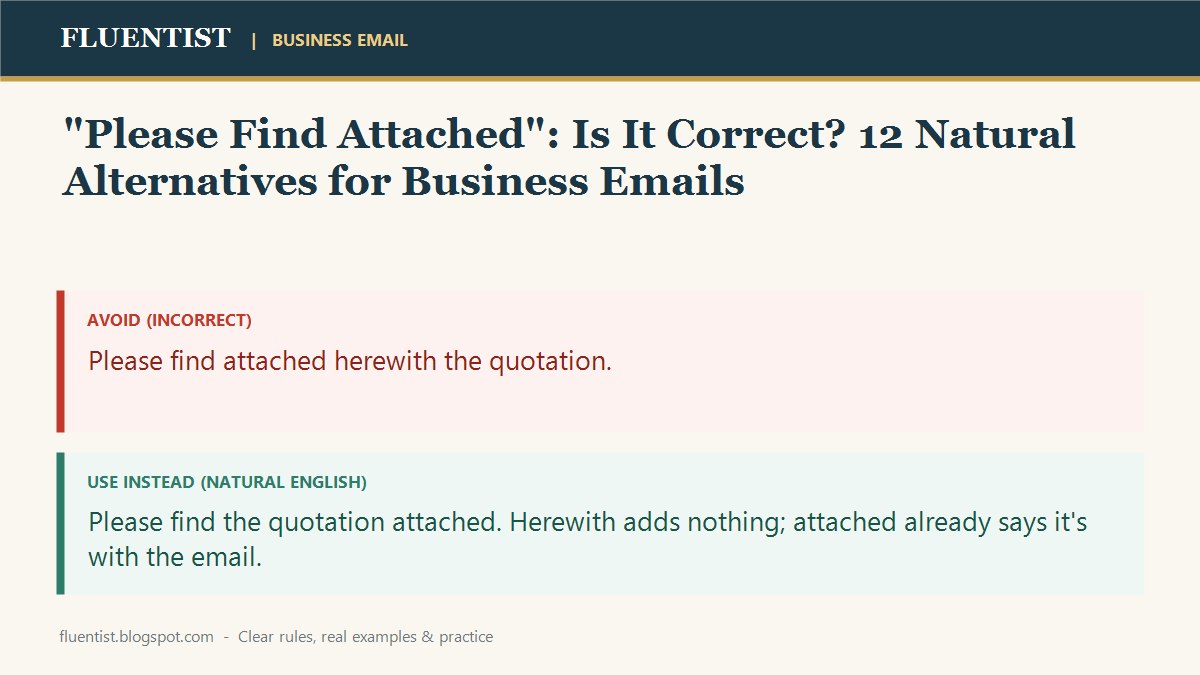 FLUENTIST | BUSINESS EMAIL
"Please Find Attached": Is It Correct? 12 Natural
Alternatives for Business Emails
AVOID (INCORRECT)
Please find attached herewith the quotation.
USE INSTEAD (NATURAL ENGLISH)
Please find the quotation attached. Herewith adds nothing; attached already says it's
with the email.
fluentist.blogspot.com - Clear rules, real examples & practice